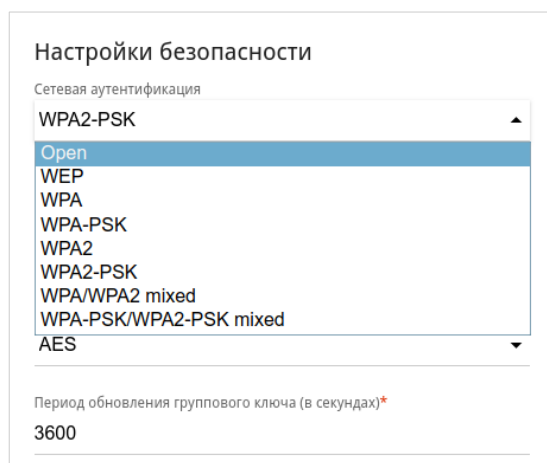 Настройки безопасности
Сетевая аутентификация
WPA2-PSK
Open
WEP
WPA
WPA-PSK
WPA2
WPA2-PSK
WPA/WPA2 mixed
WPA-PSK/WPA2-PSK mixed
AES
Период обновления группового ключа (в секундах)*
3600